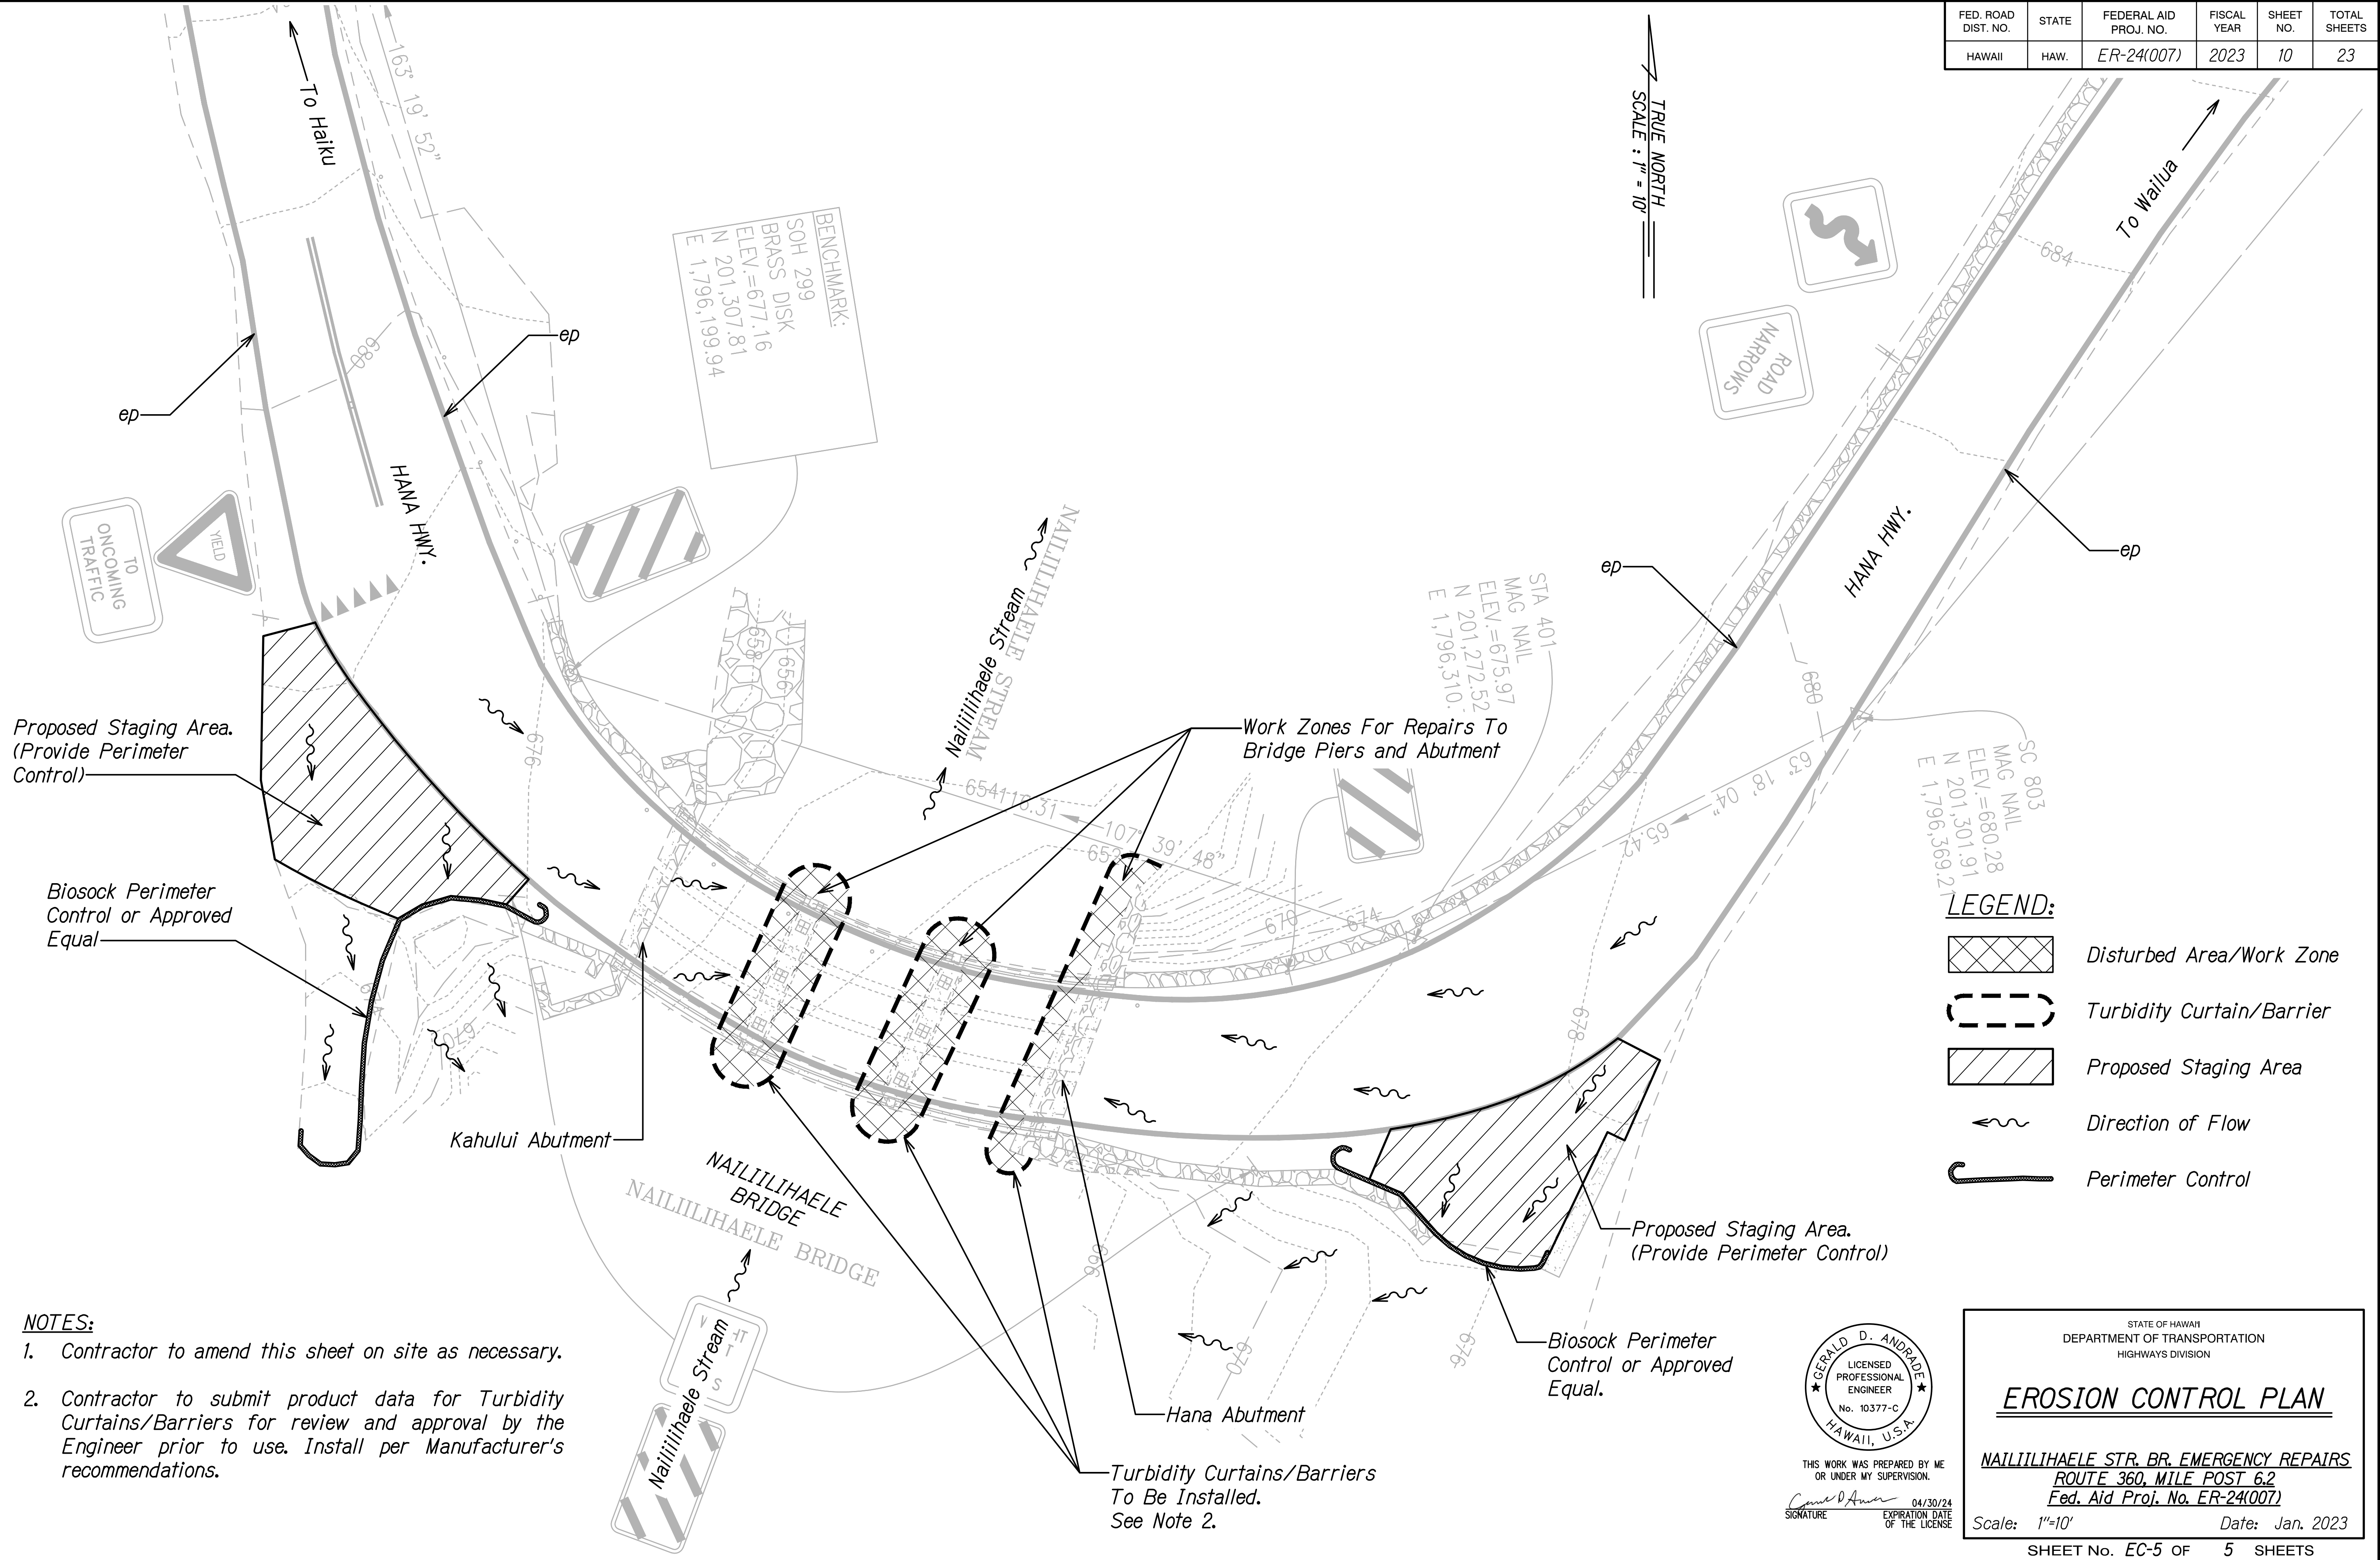 FED. ROAD DIST. NO.
STATE
FEDERAL AID PROJ. NO.
FISCAL YEAR
SHEET NO.
TOTAL SHEETS
HAWAII
HAW.
ER-24(007)
2023
10
23
To Haiku
163° 19' 52"
TRUE NORTH
SCALE : 1" = 10'
To Wailua
684
BENCHMARK:
SOH 299
BRASS DISK
ELEV.=677.16
N 201,307.81
E 1,796,199.94
ROAD
NARROWS
ep
ep
680
HANA HWY.
TO
ONCOMING
TRAFFIC
YIELD
HANA HWY.
ep
ep
Nailiilihaele Stream
NAILIILIHAELE STREAM
STA 401
MAG NAIL
ELEV.=675.97
N 201,272.52
E 1,796,310.
658
656
676
680
SC 803
MAG NAIL
ELEV.=680.28
N 201,301.91
E 1,796,369.2
63° 18' 04"
65.42
Proposed Staging Area.
(Provide Perimeter
Control)
Work Zones For Repairs To
Bridge Piers and Abutment
654
116.31
107° 39' 48"
652
670
674
Biosock Perimeter
Control or Approved
Equal
674
670
678
LEGEND:
Disturbed Area/Work Zone
Turbidity Curtain/Barrier
Proposed Staging Area
Direction of Flow
Perimeter Control
Kahului Abutment
NAILIILIHAELE
BRIDGE
NAILIILIHAELE BRIDGE
666
670
676
Proposed Staging Area.
(Provide Perimeter Control)
Biosock Perimeter
Control or Approved
Equal.
Nailiilihaele Stream
Hana Abutment
Turbidity Curtains/Barriers
To Be Installed.
See Note 2.
NOTES:
1. Contractor to amend this sheet on site as necessary.
2. Contractor to submit product data for Turbidity
Curtains/Barriers for review and approval by the
Engineer prior to use. Install per Manufacturer's
recommendations.
GERALD D. ANDRADE
LICENSED
PROFESSIONAL
ENGINEER
No. 10377-C
HAWAII, U.S.A.
THIS WORK WAS PREPARED BY ME
OR UNDER MY SUPERVISION.
04/30/24
SIGNATURE
EXPIRATION DATE
OF THE LICENSE
STATE OF HAWAII
DEPARTMENT OF TRANSPORTATION
HIGHWAYS DIVISION
EROSION CONTROL PLAN
NAILIILIHAELE STR. BR. EMERGENCY REPAIRS
ROUTE 360, MILE POST 6.2
Fed. Aid Proj. No. ER-24(007)
Scale: 1"=10' Date: Jan. 2023
SHEET No. EC-5 OF 5 SHEETS